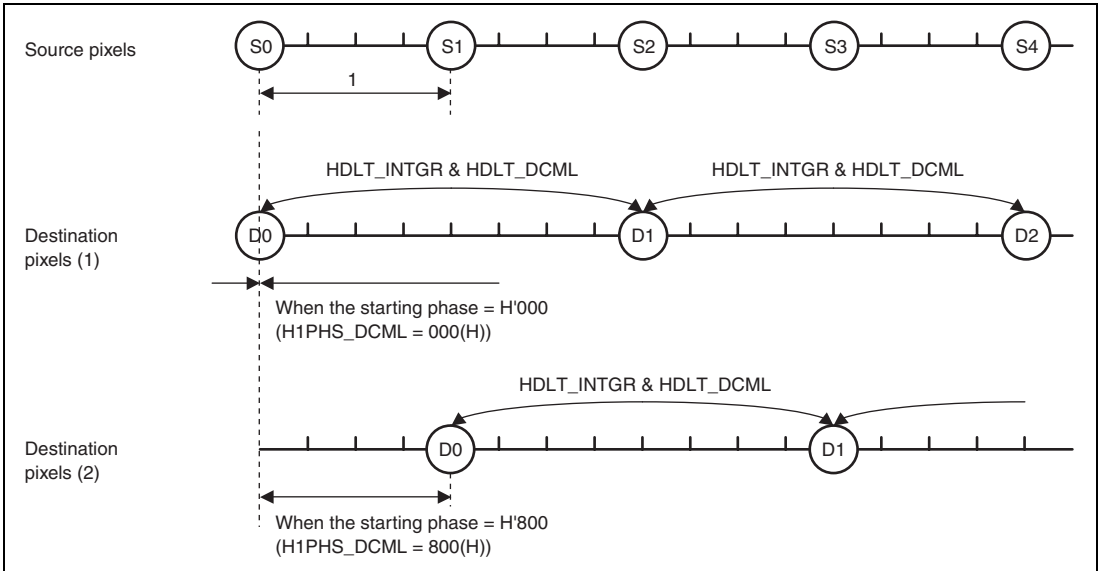 Source pixels
S0 S1 S2 S3 S4
1
HDLT_INTGR & HDLT_DCML HDLT_INTGR & HDLT_DCML
Destination
pixels (1)
D0 D1 D2
When the starting phase = H'000
(H1PHS_DCML = 000(H))
HDLT_INTGR & HDLT_DCML
Destination
pixels (2)
D0 D1
When the starting phase = H'800
(H1PHS_DCML = 800(H))